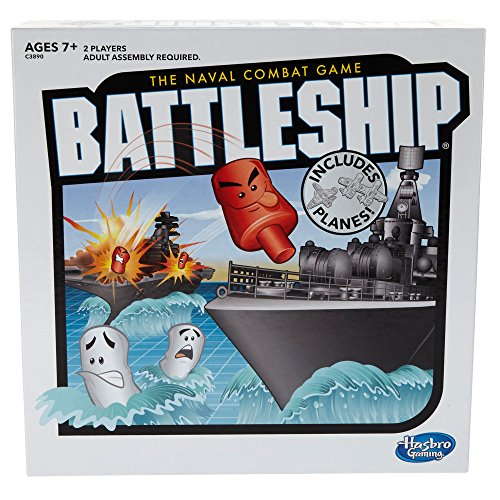 AGES 7+
C3890
2 PLAYERS
ADULT ASSEMBLY REQUIRED.
THE NAVAL COMBAT GAME
BATTLESHIP®
INCLUDES
PLANES!
Hasbro
Gaming